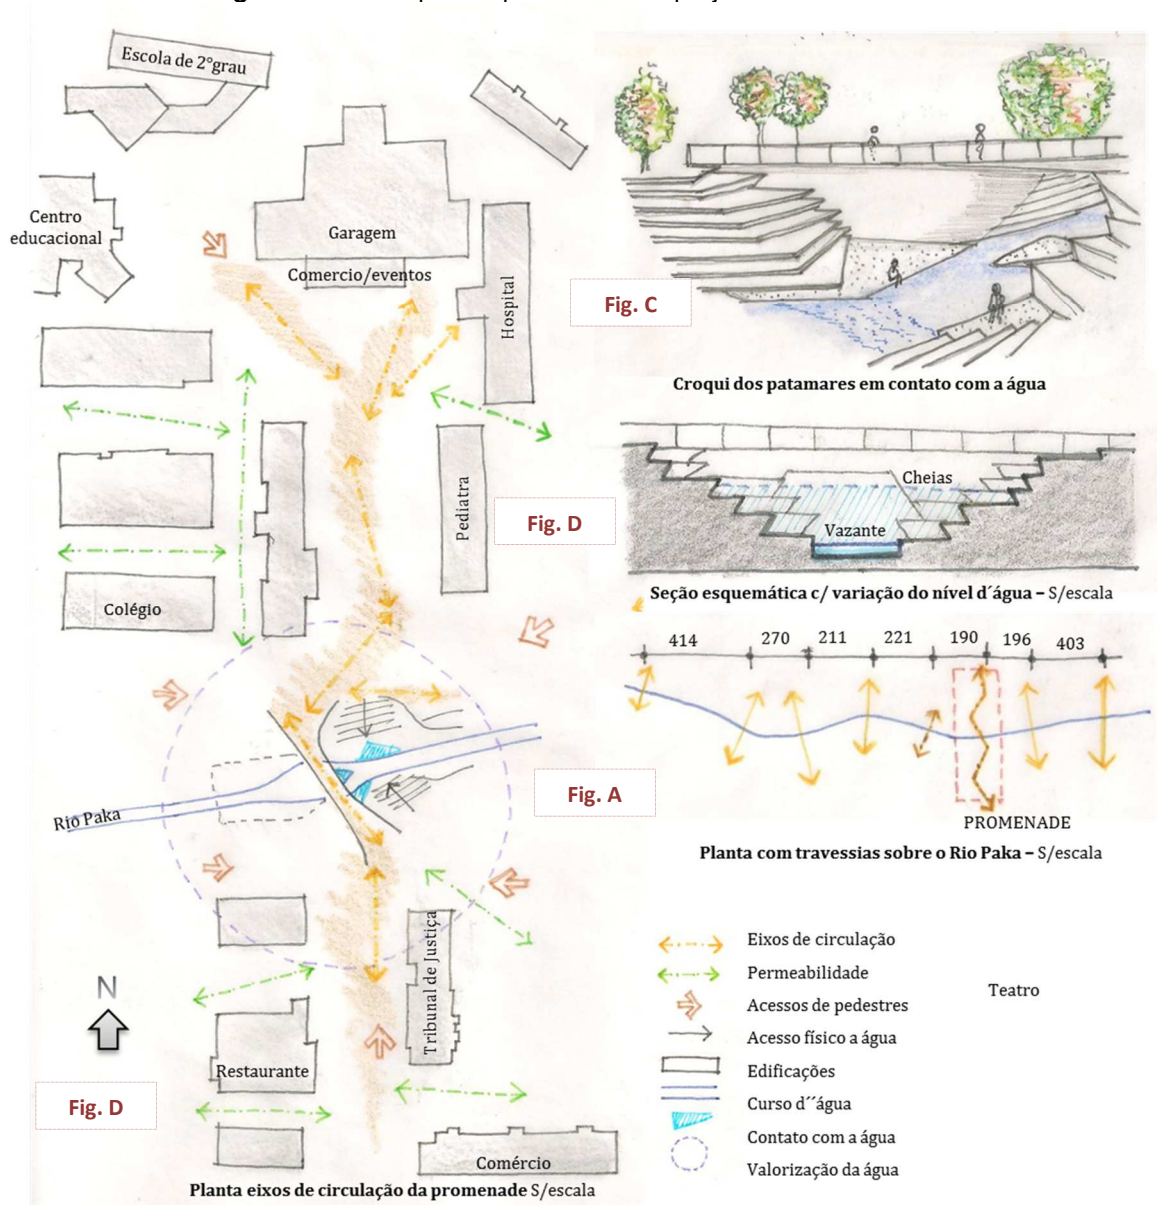 Escola de 2°grau
Centro
educacional
Garagem
Comercio/eventos
Hospital
Pediatra
Fig. D
Colégio
Rio Paka
Fig. A
Tribunal de Justiça
N
Restaurante
Fig. D
Comércio
Planta eixos de circulação da promenade S/escala
Fig. C
Croqui dos patamares em contato com a água
Cheias
Vazante
Seção esquemática c/ variação do nível d´água – S/escala
414 270 211 221 190 196 403
PROMENADE
Planta com travessias sobre o Rio Paka – S/escala
Eixos de circulação
Permeabilidade
Teatro
Acessos de pedestres
Acesso físico a água
Edificações
Curso d´´água
Contato com a água
Valorização da água